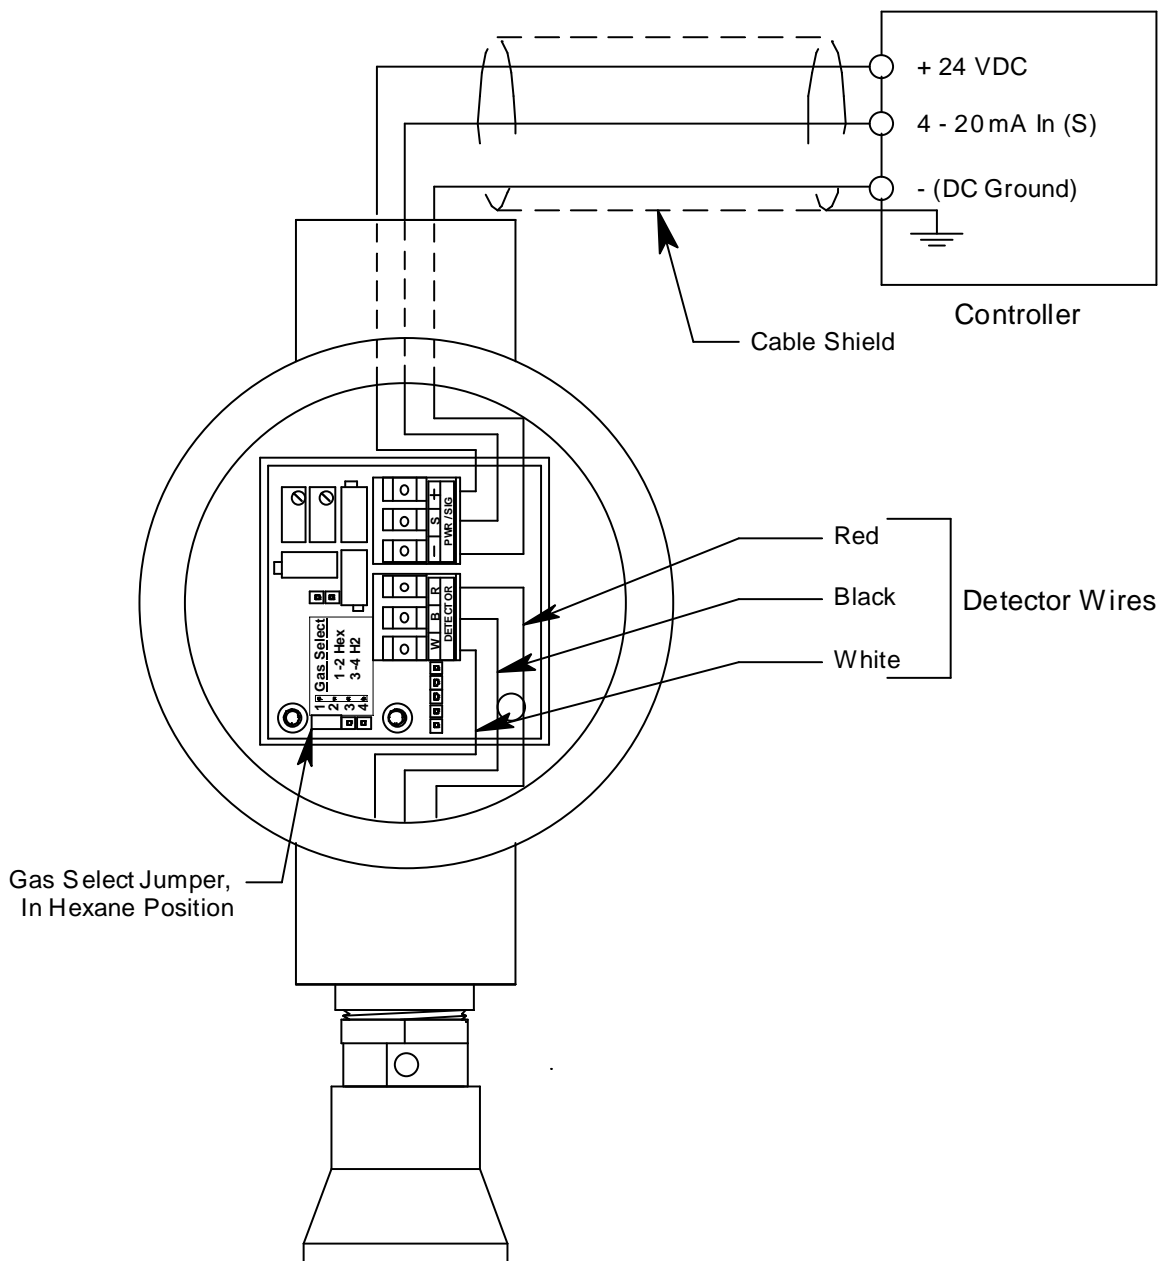 + 24 VDC
4 - 20 mA In (S)
- (DC Ground)
Controller
Cable Shield
+
S
−
PWR / SIG
R
B
W
DETECTOR
Red
Black
White
Detector Wires
Gas Select
1-2 Hex
3-4 H2
1*
2*
3*
4*
Gas Select Jumper,
In Hexane Position